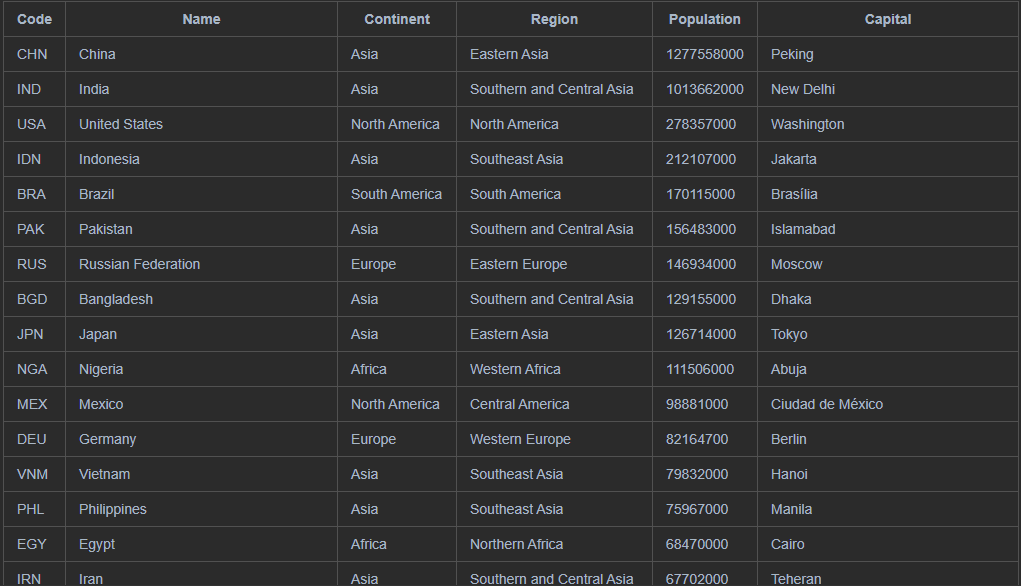 Code Name Continent Region Population Capital
CHN China Asia Eastern Asia 1277558000 Peking
IND India Asia Southern and Central Asia 1013662000 New Delhi
USA United States North America North America 278357000 Washington
IDN Indonesia Asia Southeast Asia 212107000 Jakarta
BRA Brazil South America South America 170115000 Brasília
PAK Pakistan Asia Southern and Central Asia 156483000 Islamabad
RUS Russian Federation Europe Eastern Europe 146934000 Moscow
BGD Bangladesh Asia Southern and Central Asia 129155000 Dhaka
JPN Japan Asia Eastern Asia 126714000 Tokyo
NGA Nigeria Africa Western Africa 111506000 Abuja
MEX Mexico North America Central America 98881000 Ciudad de México
DEU Germany Europe Western Europe 82164700 Berlin
VNM Vietnam Asia Southeast Asia 79832000 Hanoi
PHL Philippines Asia Southeast Asia 75967000 Manila
EGY Egypt Africa Northern Africa 68470000 Cairo
IRN Iran Asia Southern and Central Asia 67702000 Teheran